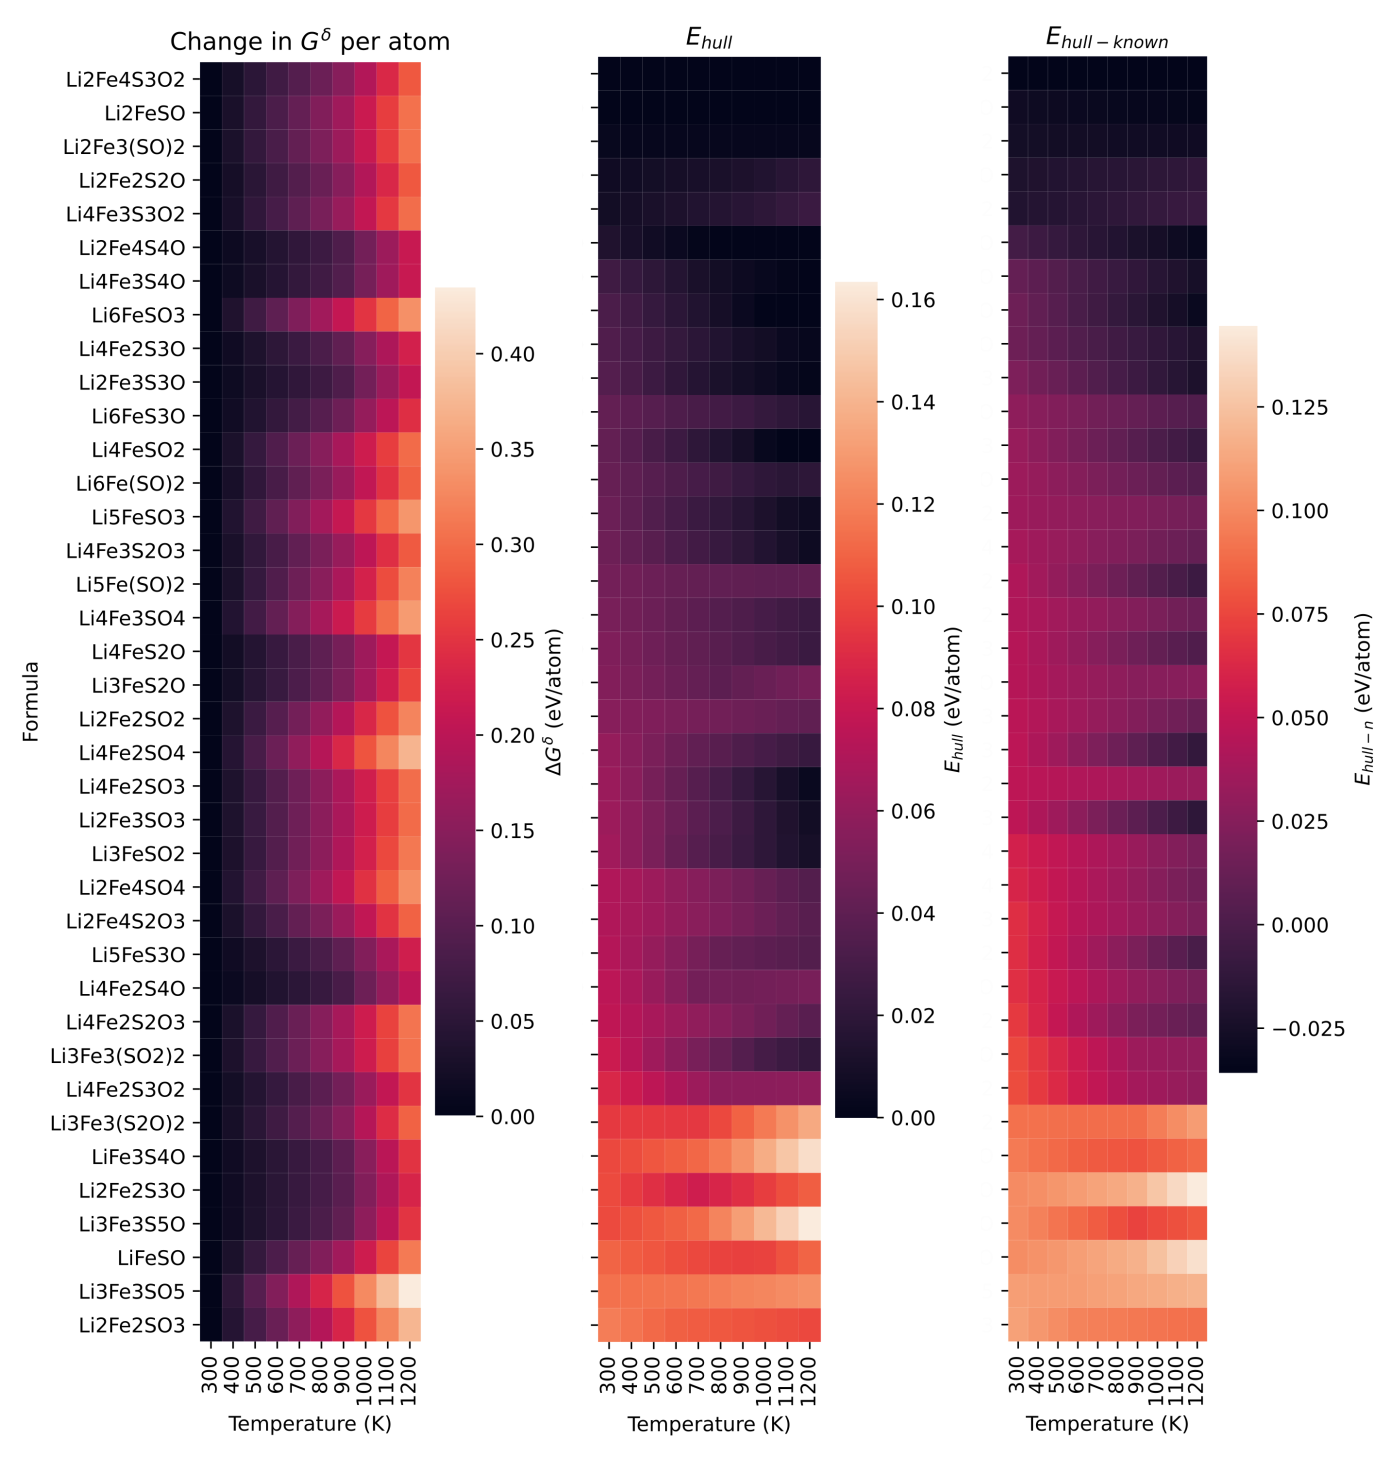 Change in G^δ per atom
E_hull
E_hull−known
Formula
Li2Fe4S3O2
Li2FeSO
Li2Fe3(SO)2
Li2Fe2S2O
Li4Fe3S3O2
Li2Fe4S4O
Li4Fe3S4O
Li6FeSO3
Li4Fe2S3O
Li2Fe3S3O
Li6FeS3O
Li4FeSO2
Li6Fe(SO)2
Li5FeSO3
Li4Fe3S2O3
Li5Fe(SO)2
Li4Fe3SO4
Li4FeS2O
Li3FeS2O
Li2Fe2SO2
Li4Fe2SO4
Li4Fe2SO3
Li2Fe3SO3
Li3FeSO2
Li2Fe4SO4
Li2Fe4S2O3
Li5FeS3O
Li4Fe2S4O
Li4Fe2S2O3
Li3Fe3(SO2)2
Li4Fe2S3O2
Li3Fe3(S2O)2
LiFe3S4O
Li2Fe2S3O
Li3Fe3S5O
LiFeSO
Li3Fe3SO5
Li2Fe2SO3
300 400 500 600 700 800 900 1000 1100 1200
Temperature (K)
0.40
0.35
0.30
0.25
0.20
0.15
0.10
0.05
0.00
ΔG^δ (eV/atom)
300 400 500 600 700 800 900 1000 1100 1200
Temperature (K)
0.16
0.14
0.12
0.10
0.08
0.06
0.04
0.02
0.00
E_hull (eV/atom)
300 400 500 600 700 800 900 1000 1100 1200
Temperature (K)
0.125
0.100
0.075
0.050
0.025
0.000
−0.025
E_hull−n (eV/atom)